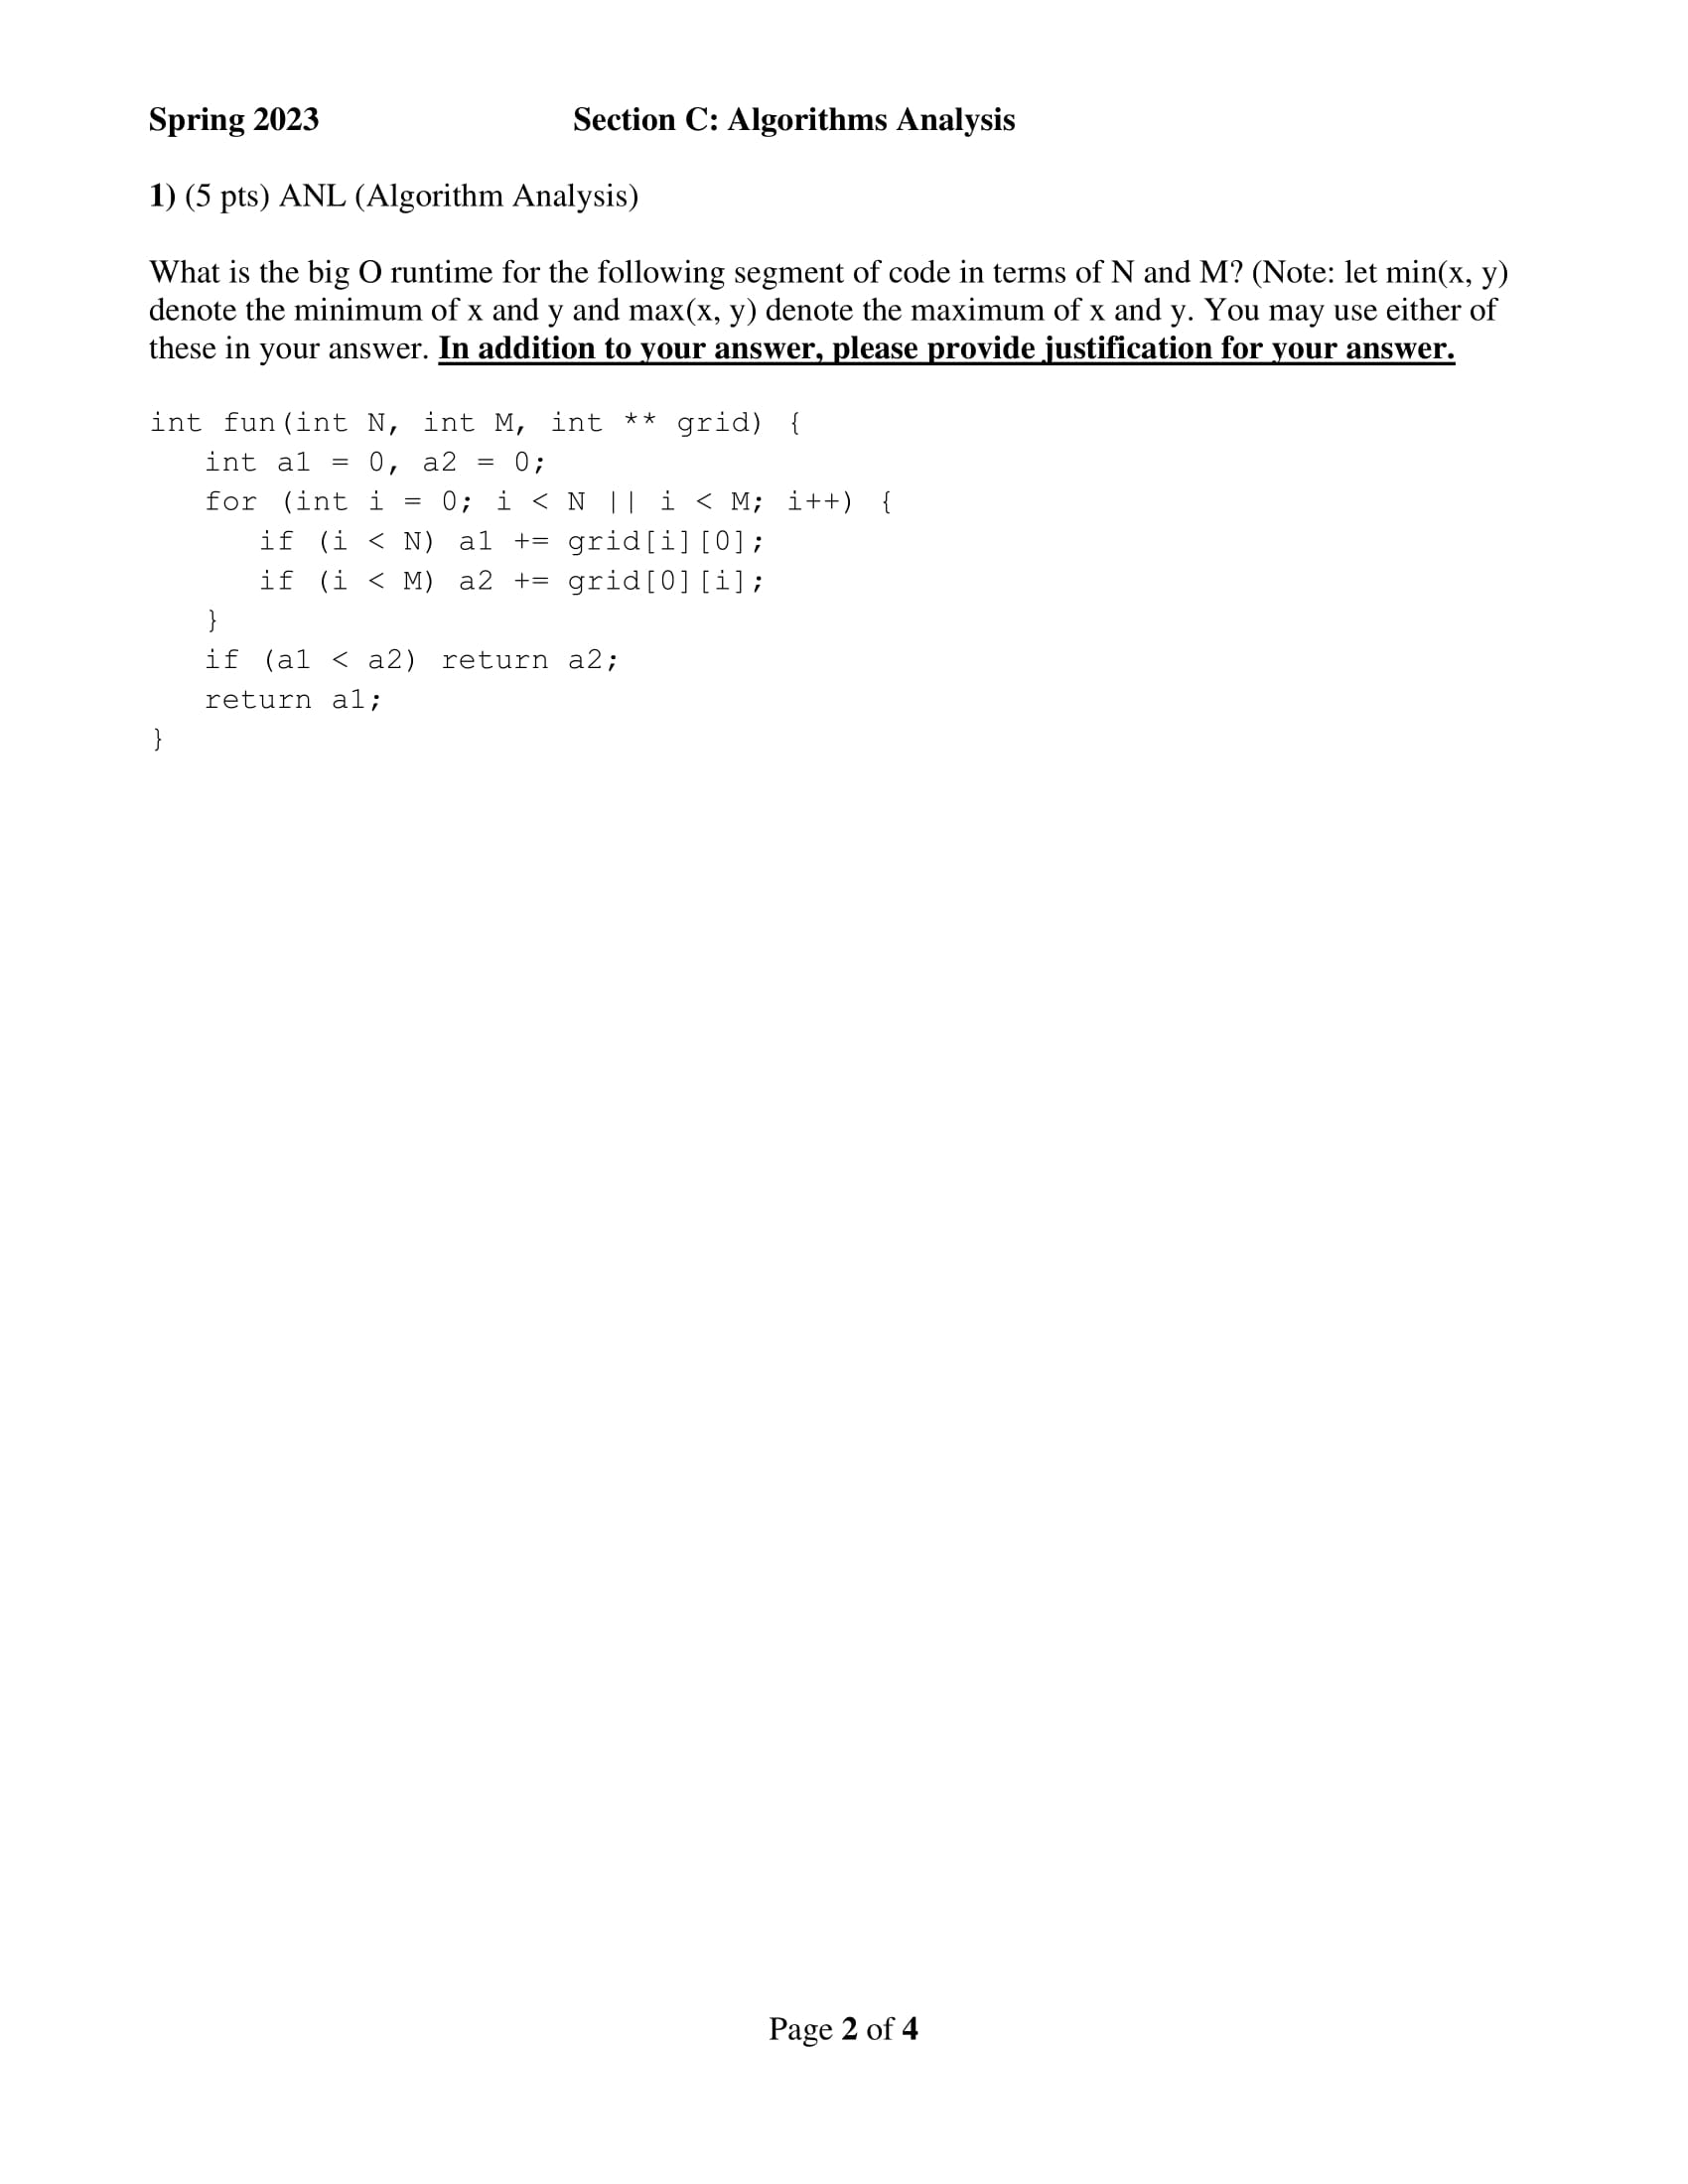 Spring 2023 Section C: Algorithms Analysis
1) (5 pts) ANL (Algorithm Analysis)
What is the big O runtime for the following segment of code in terms of N and M? (Note: let min(x, y)
denote the minimum of x and y and max(x, y) denote the maximum of x and y. You may use either of
these in your answer. In addition to your answer, please provide justification for your answer.
int fun(int N, int M, int ** grid) {
   int a1 = 0, a2 = 0;
   for (int i = 0; i < N || i < M; i++) {
      if (i < N) a1 += grid[i][0];
      if (i < M) a2 += grid[0][i];
   }
   if (a1 < a2) return a2;
   return a1;
}
Page 2 of 4